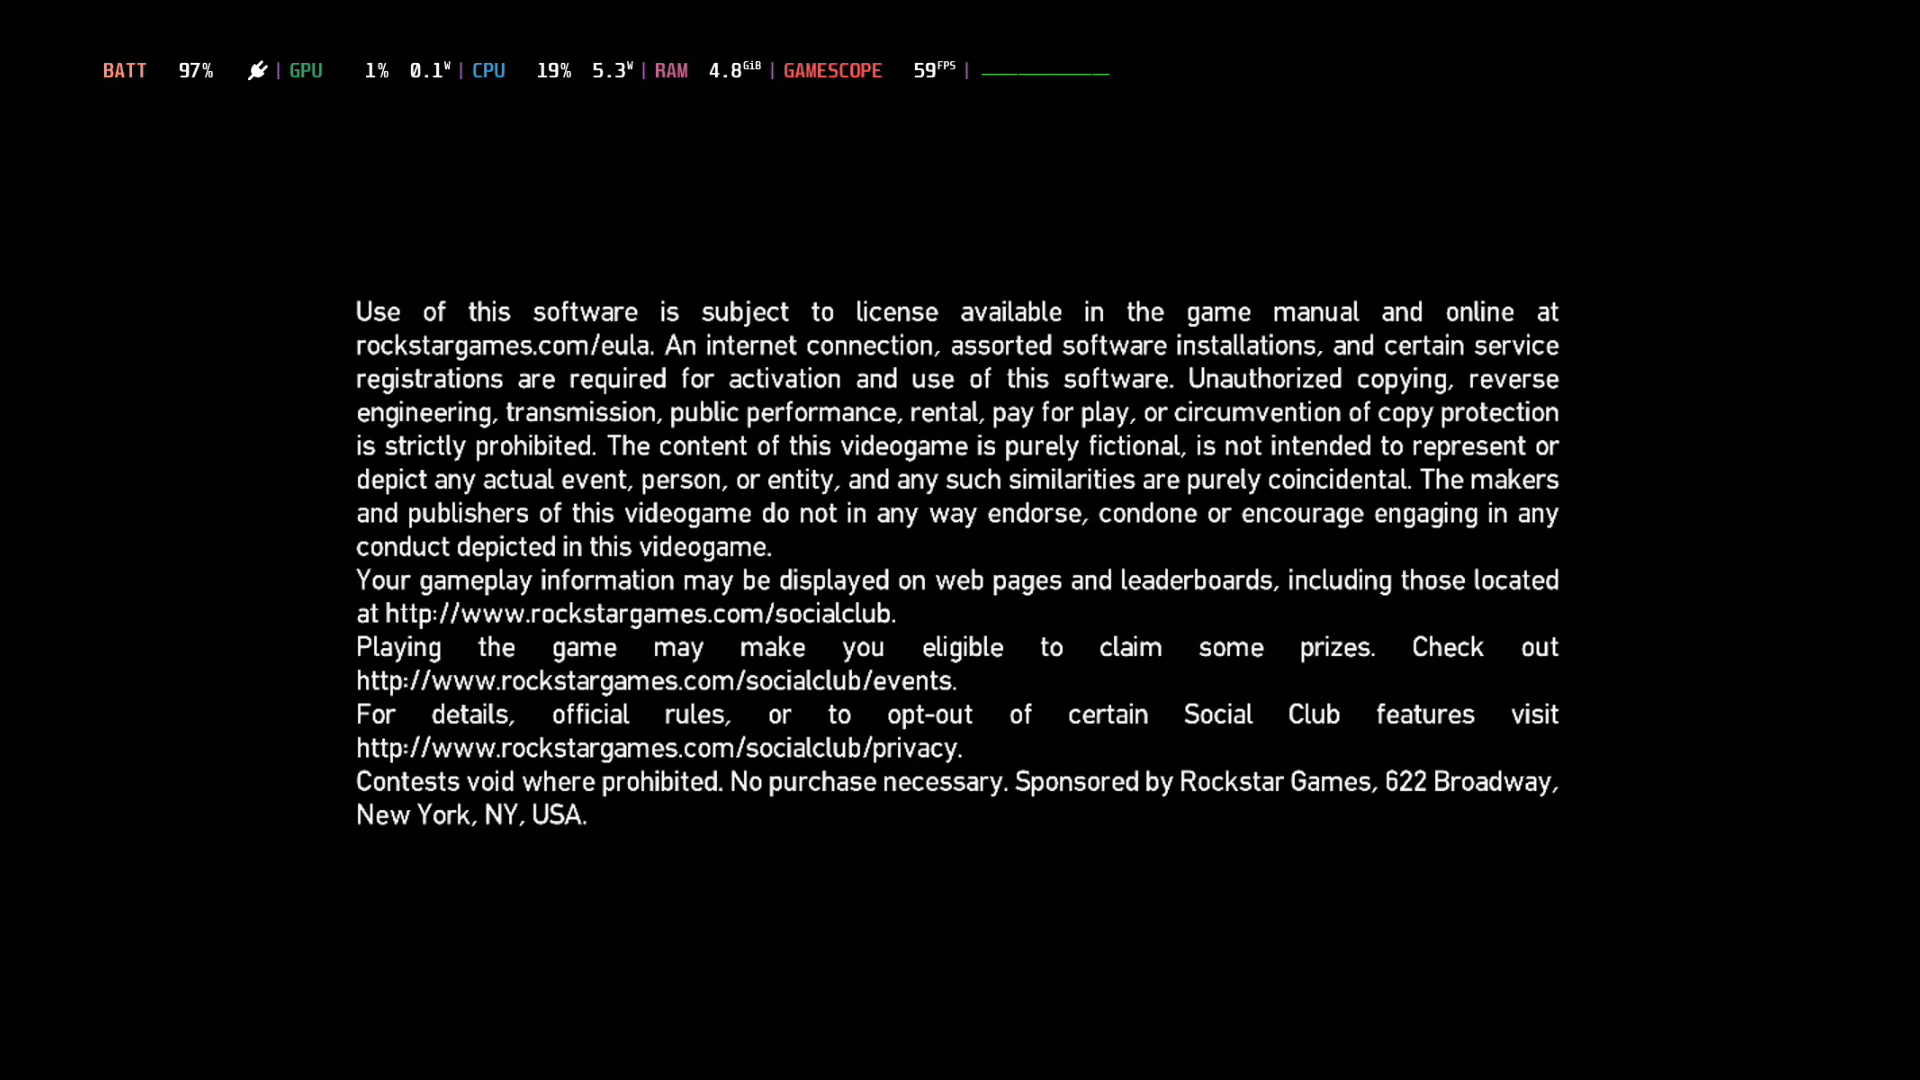 BATT 97% | GPU 1% 0.1W | CPU 19% 5.3W | RAM 4.8GiB | GAMESCOPE 59FPS |
Use of this software is subject to license available in the game manual and online at
rockstargames.com/eula. An internet connection, assorted software installations, and certain service
registrations are required for activation and use of this software. Unauthorized copying, reverse
engineering, transmission, public performance, rental, pay for play, or circumvention of copy protection
is strictly prohibited. The content of this videogame is purely fictional, is not intended to represent or
depict any actual event, person, or entity, and any such similarities are purely coincidental. The makers
and publishers of this videogame do not in any way endorse, condone or encourage engaging in any
conduct depicted in this videogame.
Your gameplay information may be displayed on web pages and leaderboards, including those located
at http://www.rockstargames.com/socialclub.
Playing the game may make you eligible to claim some prizes. Check out
http://www.rockstargames.com/socialclub/events.
For details, official rules, or to opt-out of certain Social Club features visit
http://www.rockstargames.com/socialclub/privacy.
Contests void where prohibited. No purchase necessary. Sponsored by Rockstar Games, 622 Broadway,
New York, NY, USA.